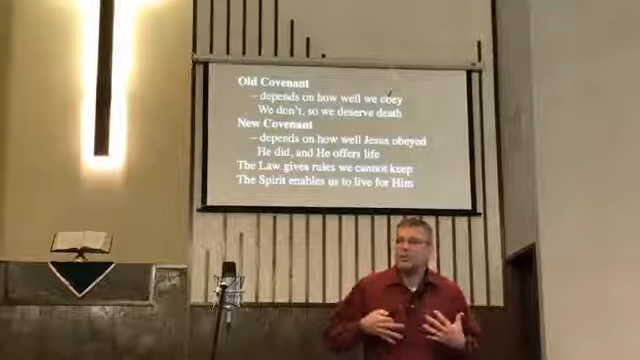 Old Covenant
– depends on how well we obey
We don't, so we deserve death
New Covenant
– depends on how well Jesus obeyed
He did, and He offers life
The Law gives rules we cannot keep
The Spirit enables us to live for Him